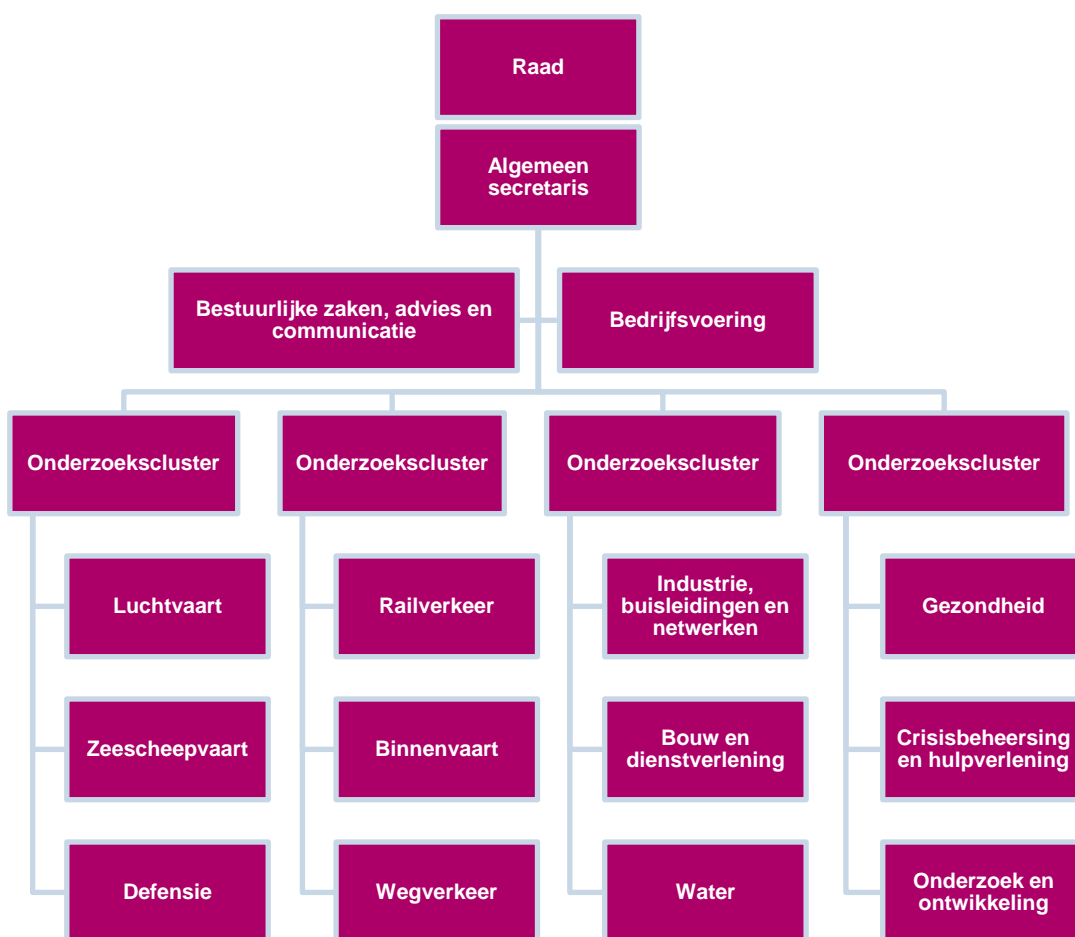 Raad
Algemeen
secretaris
Bestuurlijke zaken, advies en
communicatie
Bedrijfsvoering
Onderzoekscluster
Onderzoekscluster
Onderzoekscluster
Onderzoekscluster
Luchtvaart
Railverkeer
Industrie,
buisleidingen en
netwerken
Gezondheid
Zeescheepvaart
Binnenvaart
Bouw en
dienstverlening
Crisisbeheersing
en hulpverlening
Defensie
Wegverkeer
Water
Onderzoek en
ontwikkeling